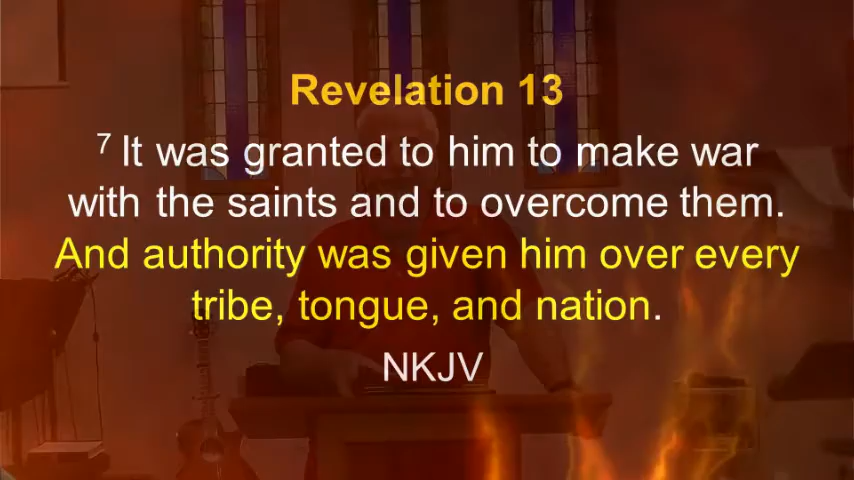 Revelation 13
7 It was granted to him to make war
with the saints and to overcome them.
And authority was given him over every
tribe, tongue, and nation.
NKJV